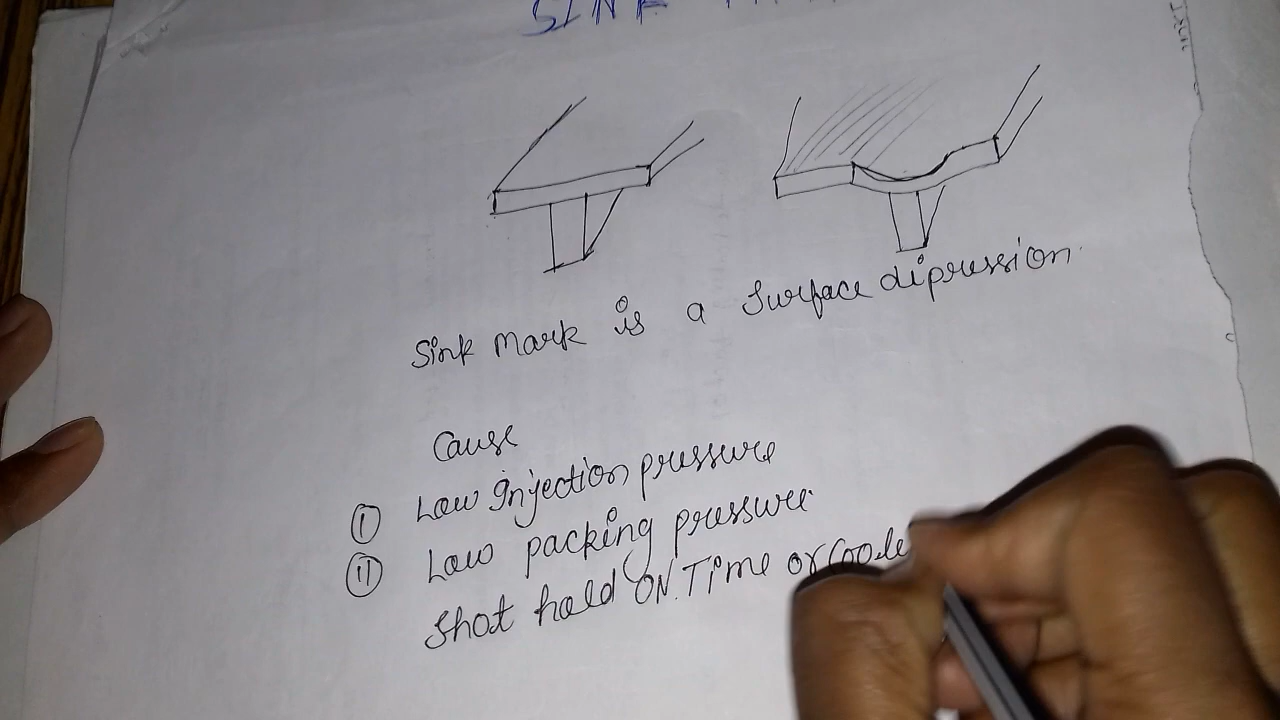 SINK
Sink Mark is a Surface dipression.
Cause
I Low Injection pressure
II Low packing pressure
Shot hold ON.Time or Coole